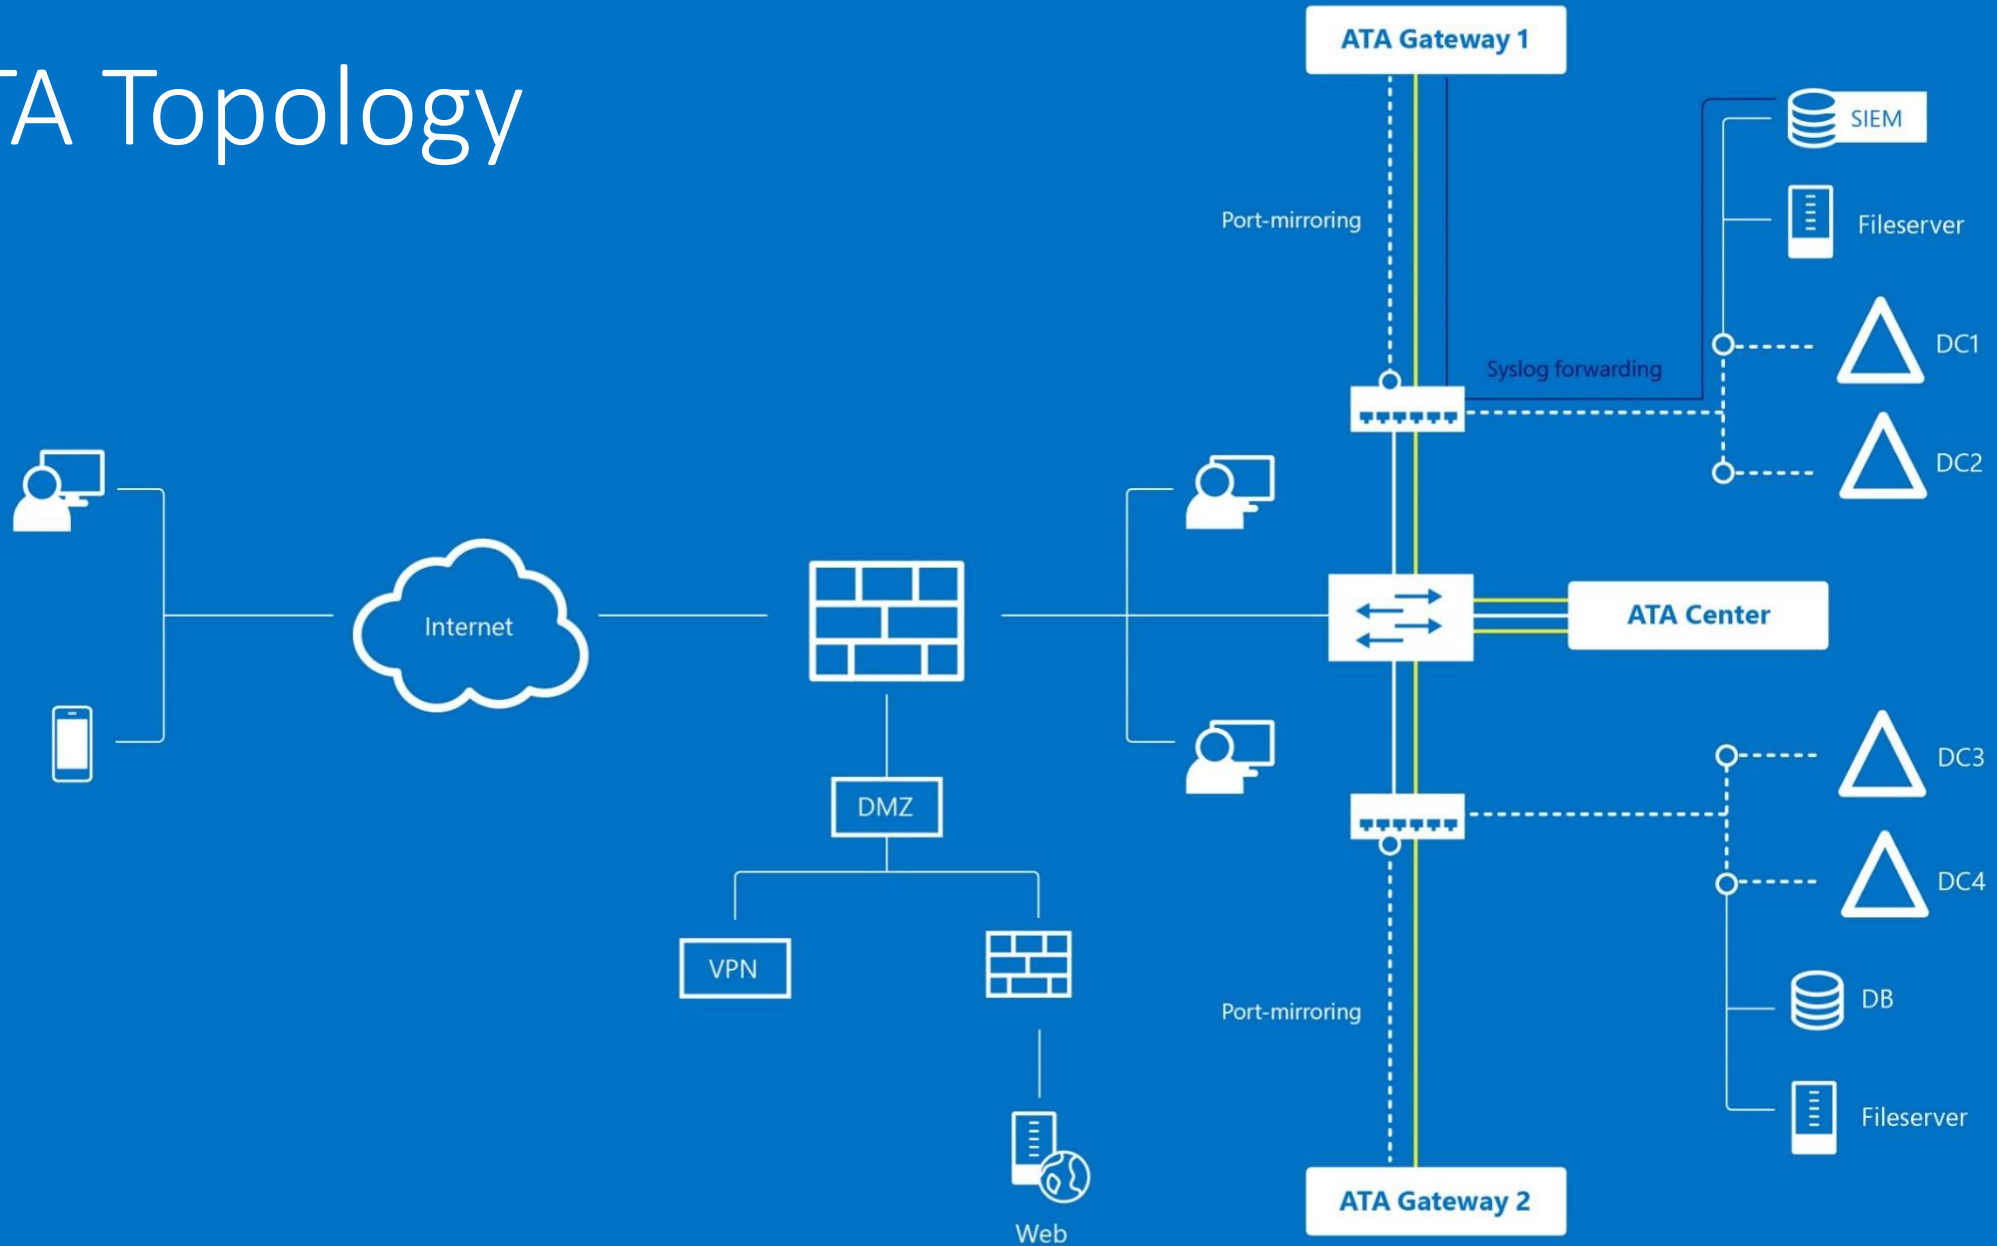 TA Topology
ATA Gateway 1
SIEM
Port-mirroring
Fileserver
DC1
Syslog forwarding
DC2
Internet
ATA Center
DC3
DMZ
DC4
VPN
DB
Port-mirroring
Fileserver
ATA Gateway 2
Web